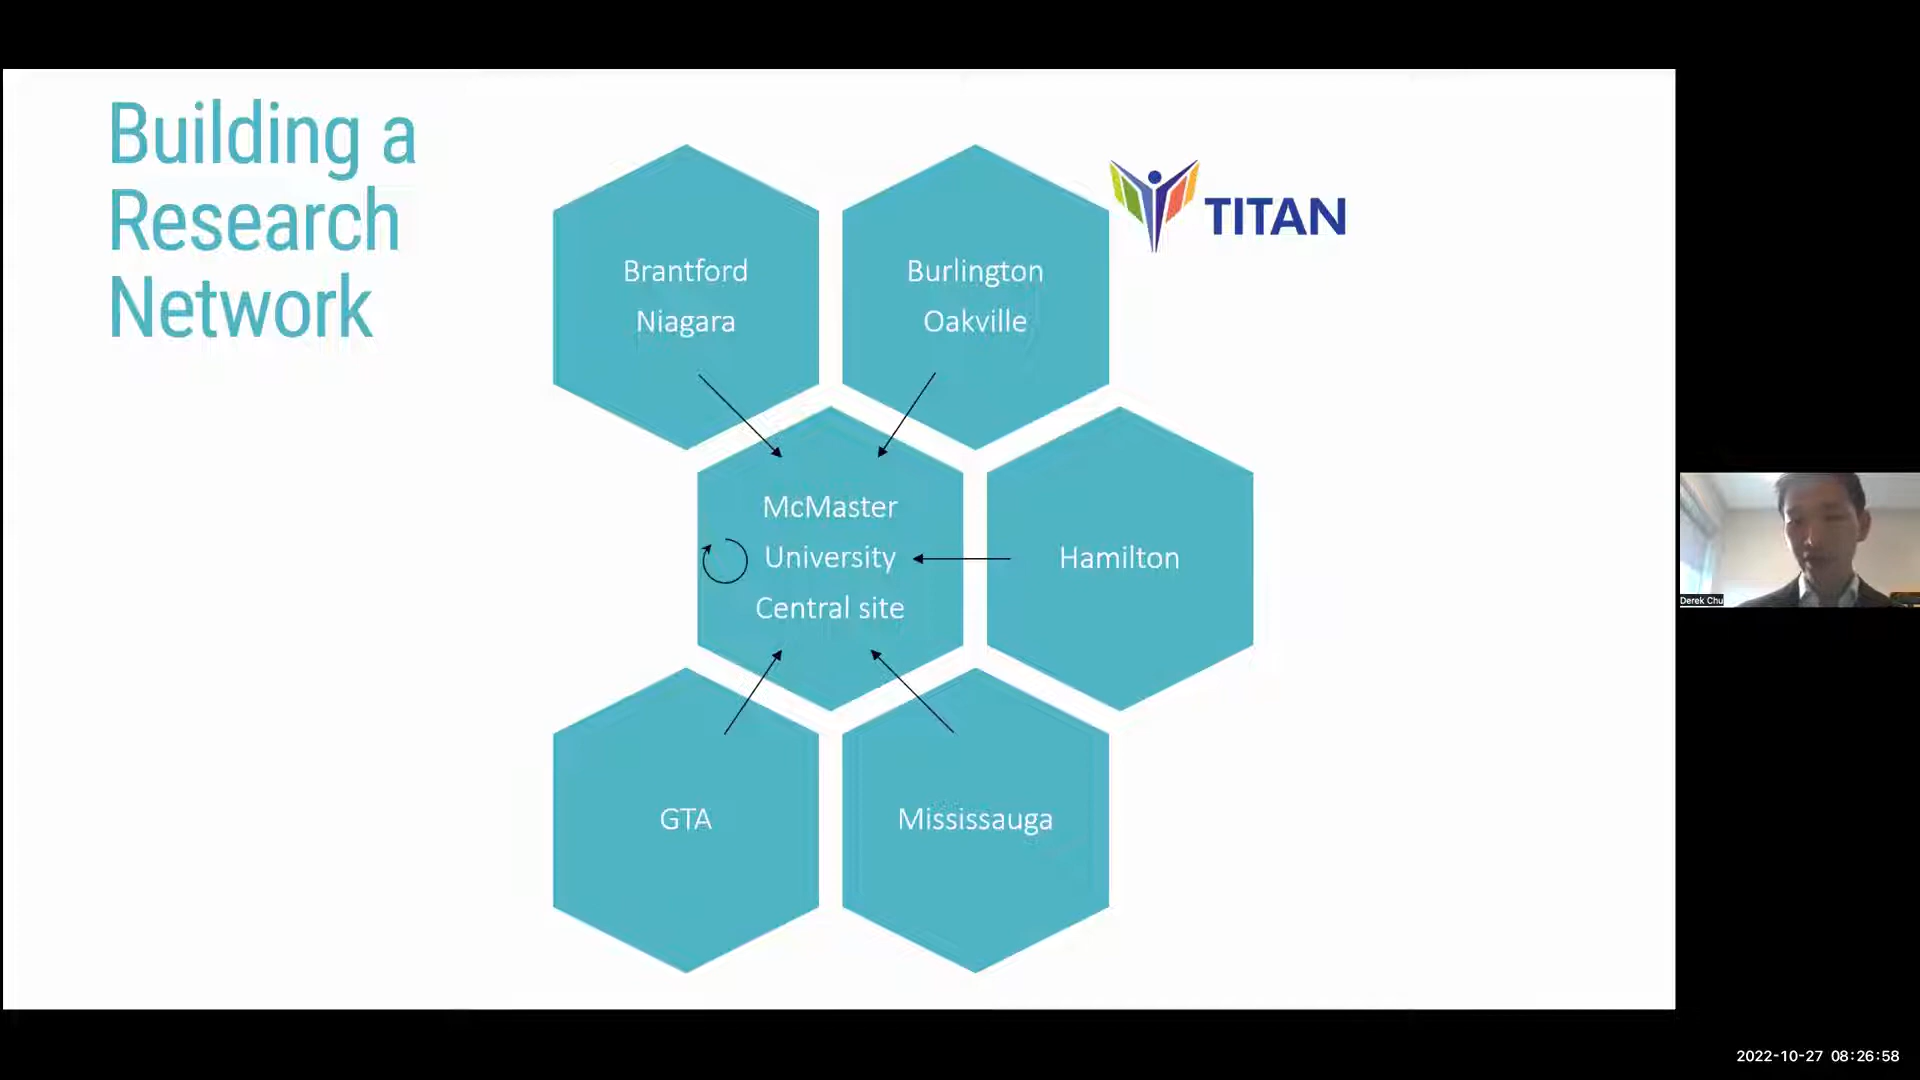 Building a
Research
Network
Brantford
Niagara
Burlington
Oakville
TITAN
McMaster
University
Central site
Hamilton
GTA
Mississauga
Derek Chu
2022-10-27 08:26:58